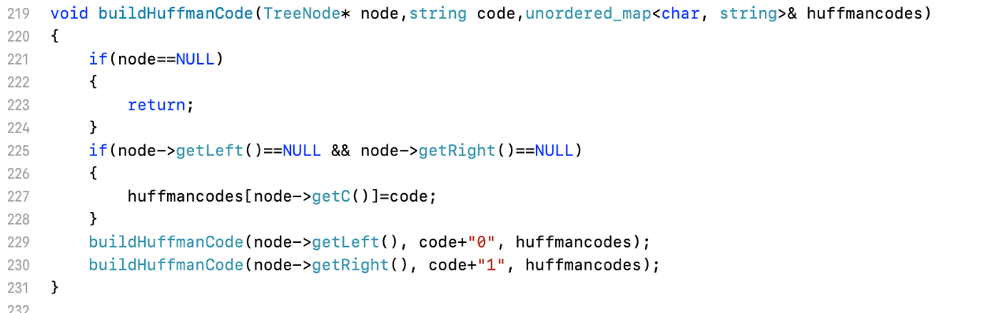 219 void buildHuffmanCode(TreeNode* node,string code,unordered_map<char, string>& huffmancodes)
220 {
221     if(node==NULL)
222     {
223         return;
224     }
225     if(node->getLeft()==NULL && node->getRight()==NULL)
226     {
227         huffmancodes[node->getC()]=code;
228     }
229     buildHuffmanCode(node->getLeft(), code+"0", huffmancodes);
230     buildHuffmanCode(node->getRight(), code+"1", huffmancodes);
231 }
232